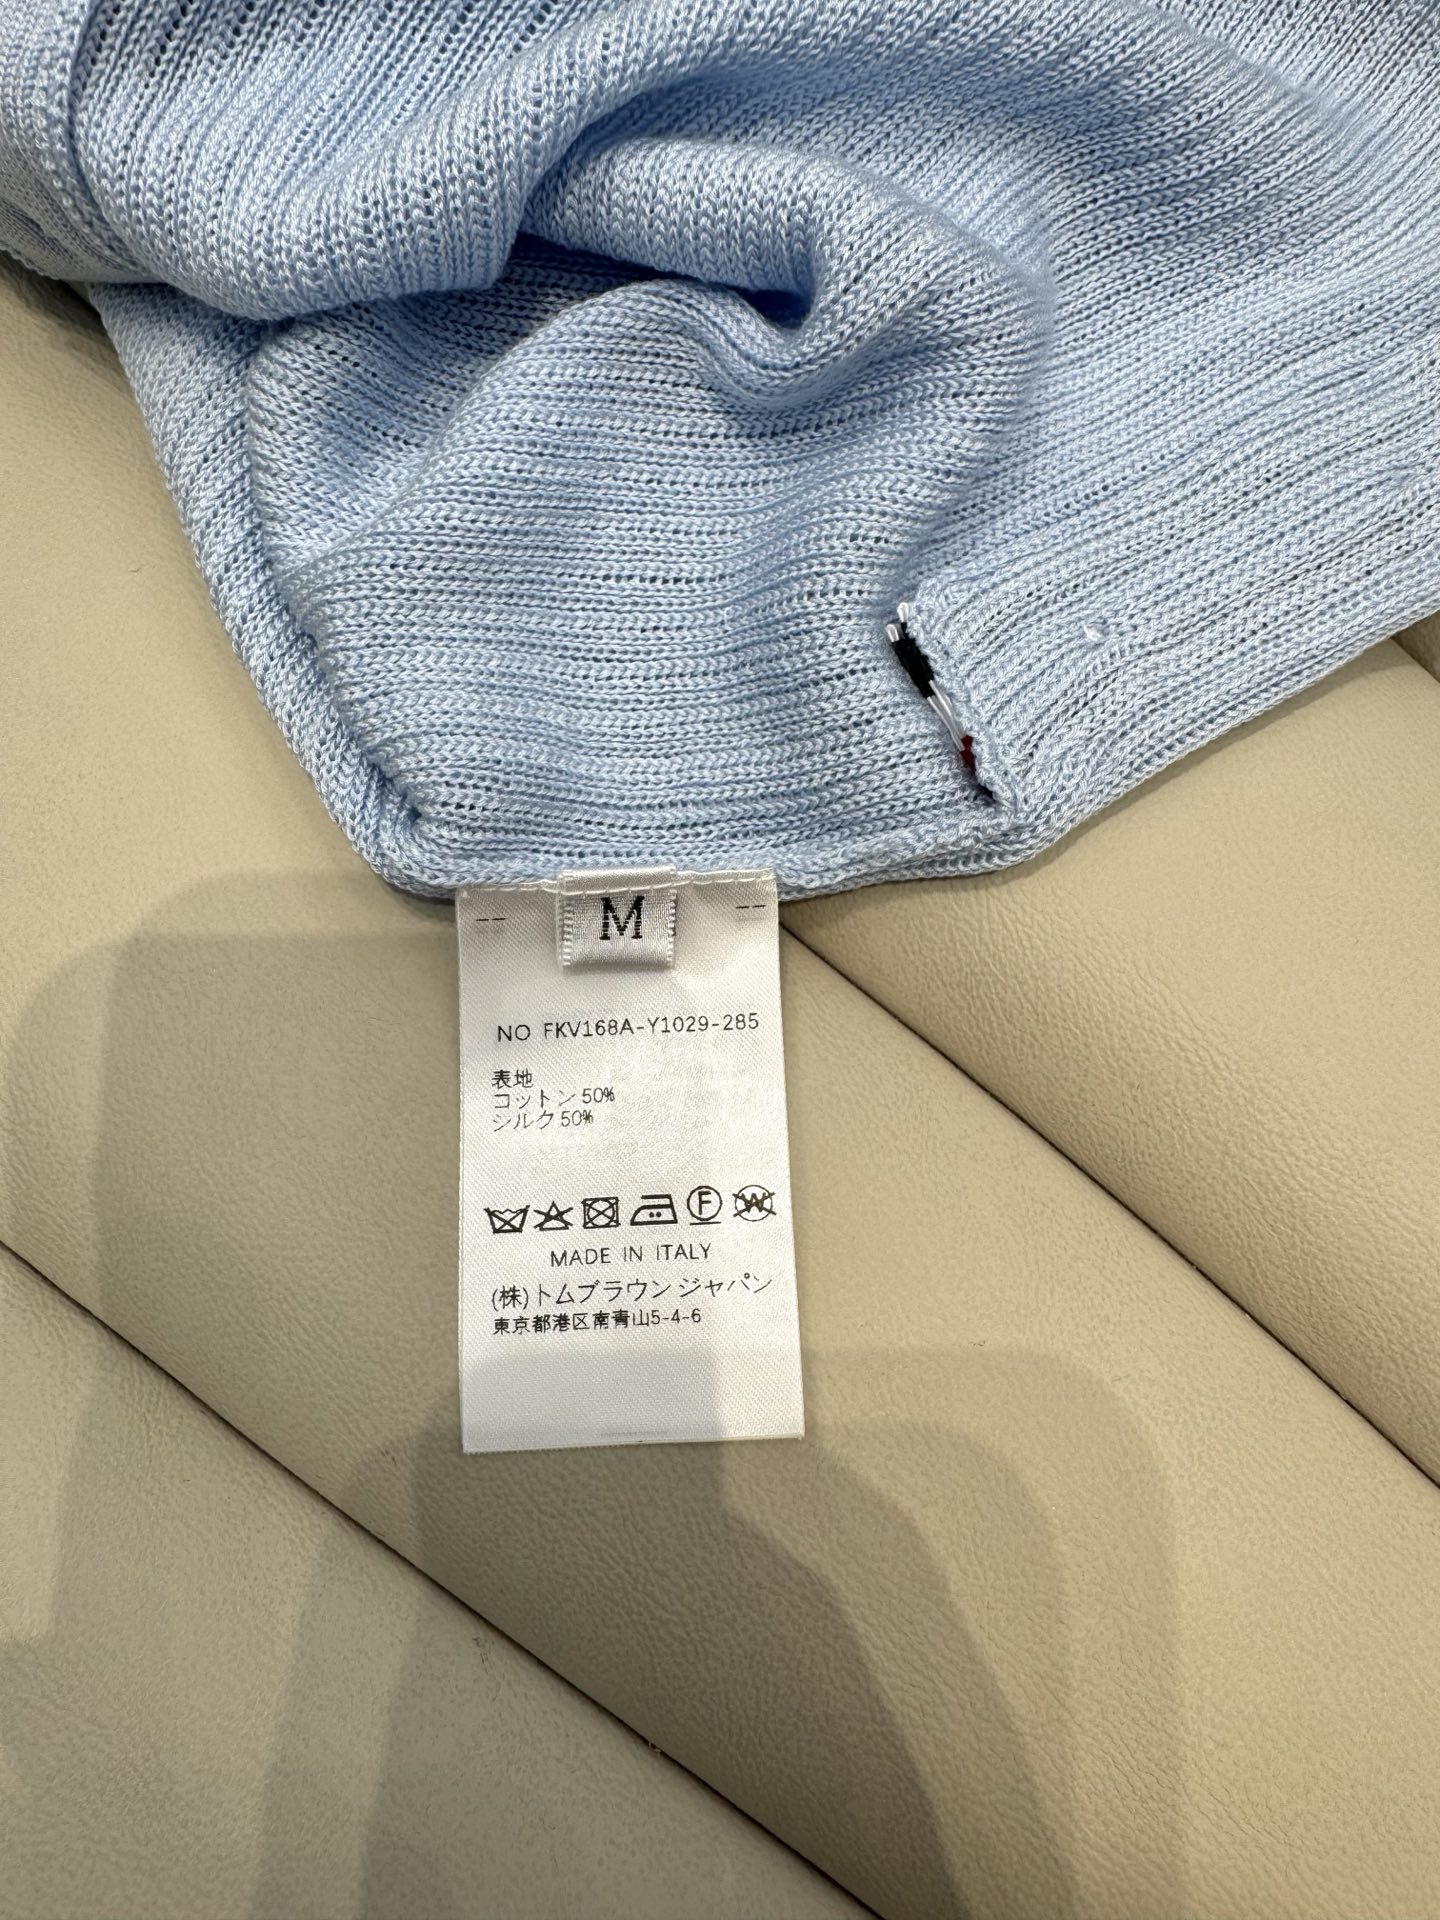 M
NO FKV168A-Y1029-285
表地
コットン 50%
シルク 50%
F W
MADE IN ITALY
(株)トムブラウン ジャパン
東京都港区南青山5-4-6